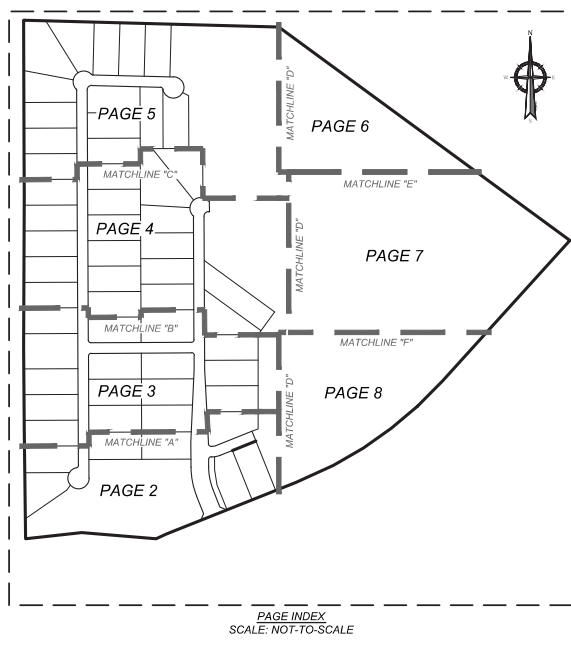 N
W
E
S
PAGE 5
MATCHLINE "D"
PAGE 6
MATCHLINE "C"
MATCHLINE "E"
PAGE 4
MATCHLINE "D"
PAGE 7
MATCHLINE "B"
MATCHLINE "F"
PAGE 3
MATCHLINE "D"
PAGE 8
MATCHLINE "A"
PAGE 2
PAGE INDEX
SCALE: NOT-TO-SCALE